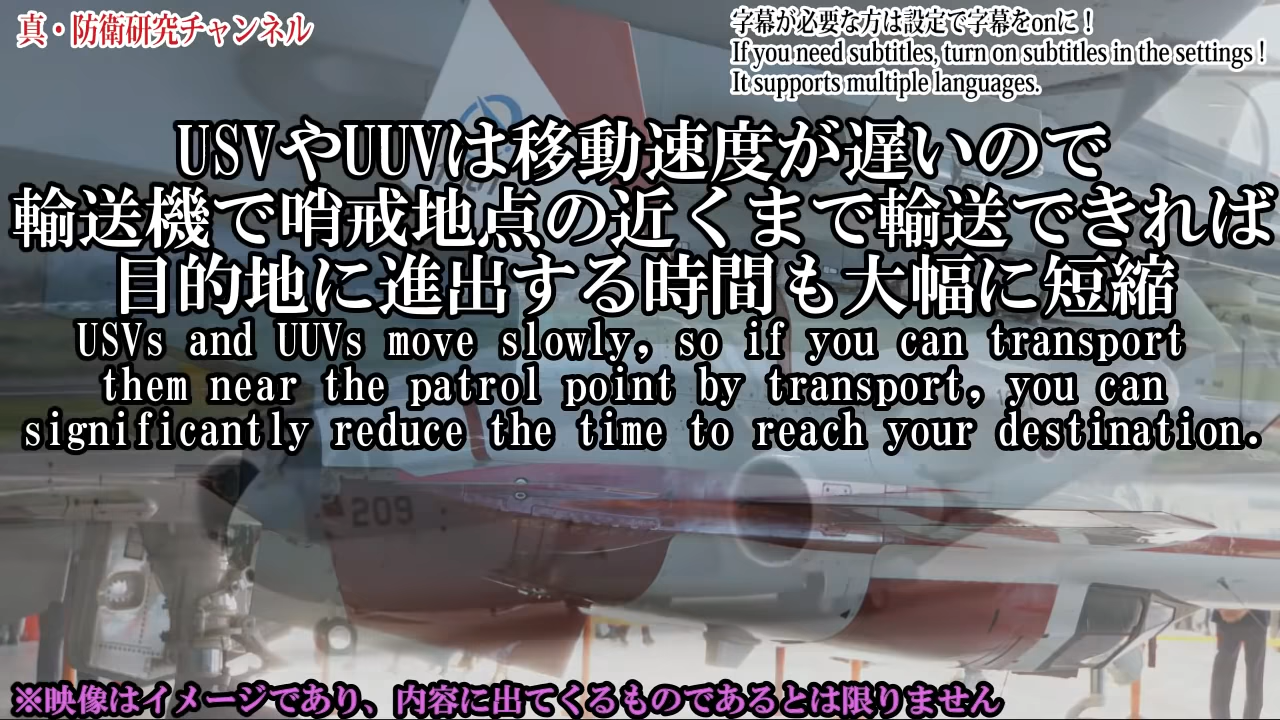 真・防衛研究チャンネル
字幕が必要な方は設定で字幕をonに！
If you need subtitles, turn on subtitles in the settings !
It supports multiple languages.
USVやUUVは移動速度が遅いので
輸送機で哨戒地点の近くまで輸送できれば
目的地に進出する時間も大幅に短縮
USVs and UUVs move slowly, so if you can transport
them near the patrol point by transport, you can
significantly reduce the time to reach your destination.
209
※映像はイメージであり、内容に出てくるものであるとは限りません